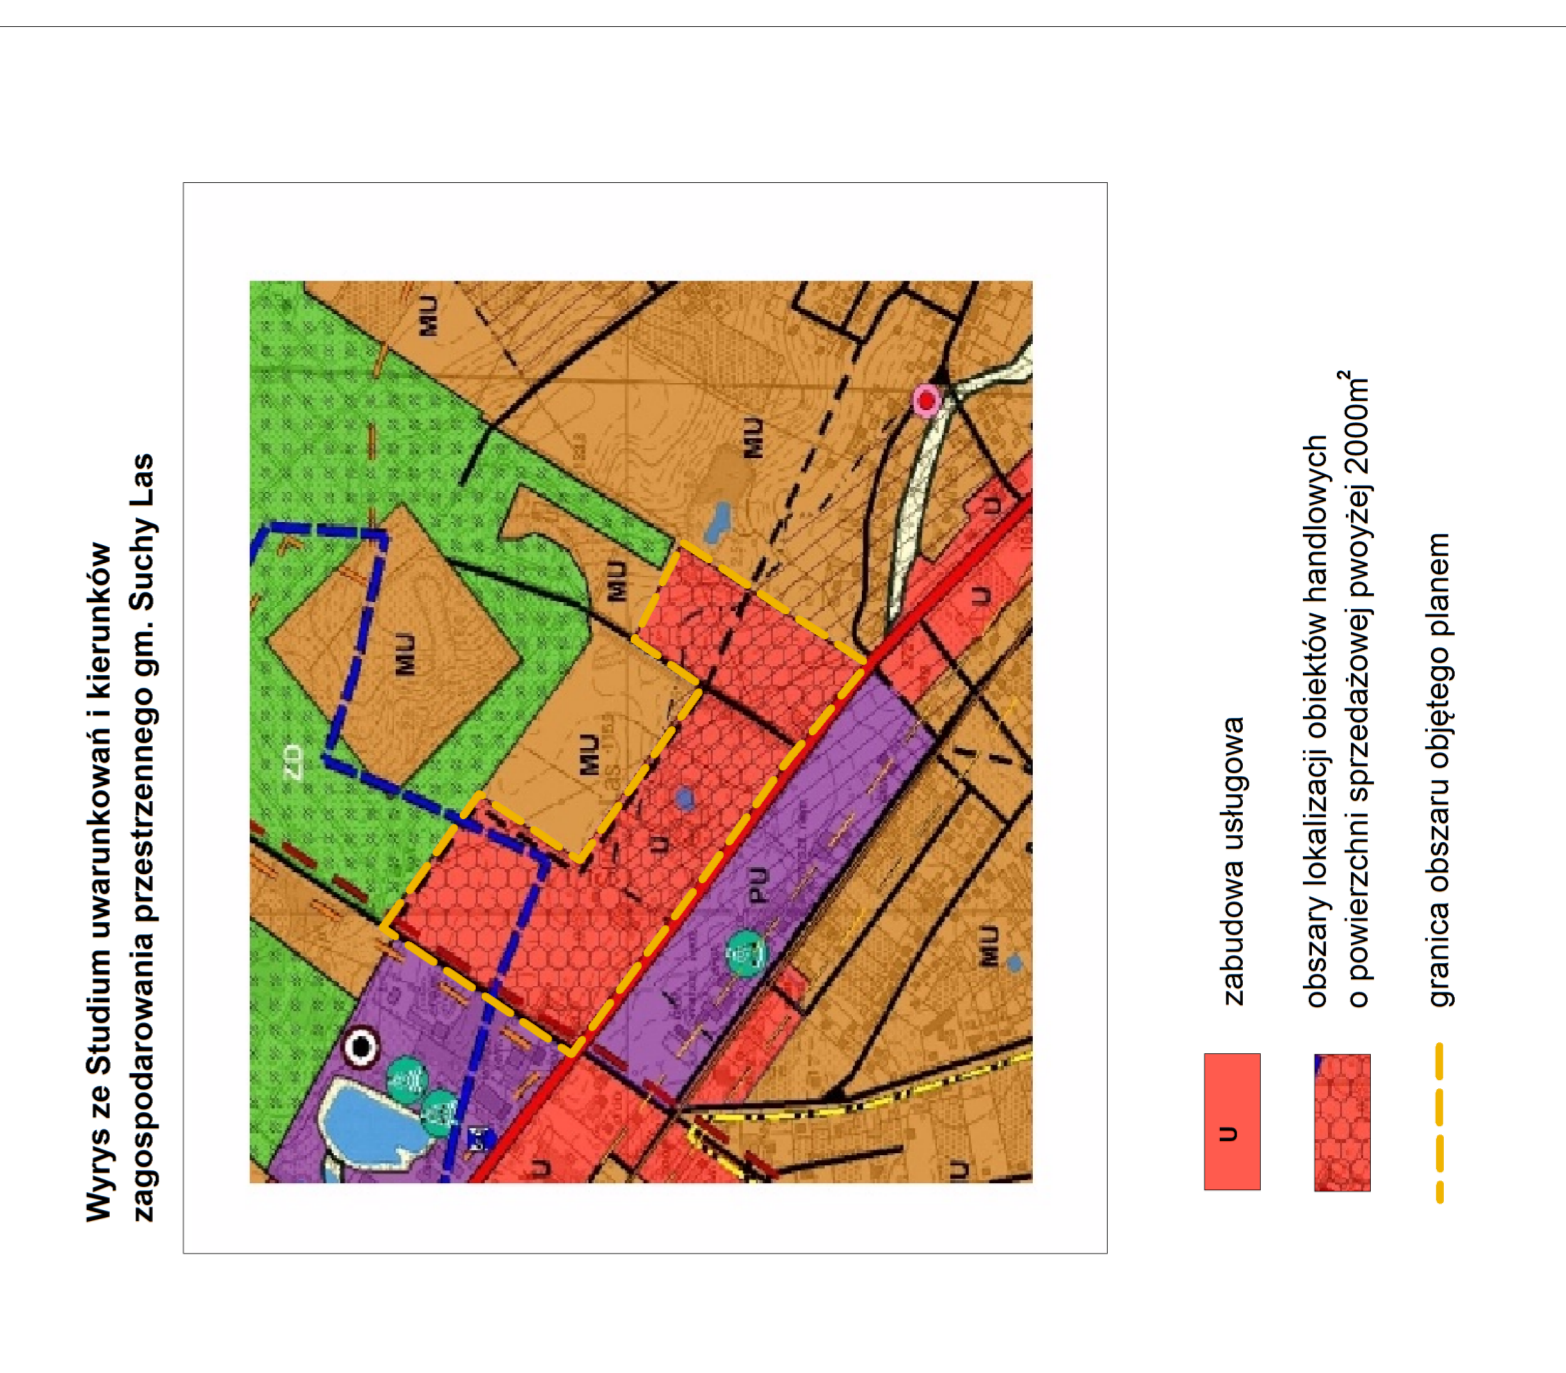 Wyrys ze Studium uwarunkowań i kierunków
zagospodarowania przestrzennego gm. Suchy Las
MU
MU
MU
MU
MU
ZD
U
U
U
PU
MU
U
U
U
zabudowa usługowa
obszary lokalizacji obiektów handlowych
o powierzchni sprzedażowej pwoyżej 2000m²
granica obszaru objętego planem